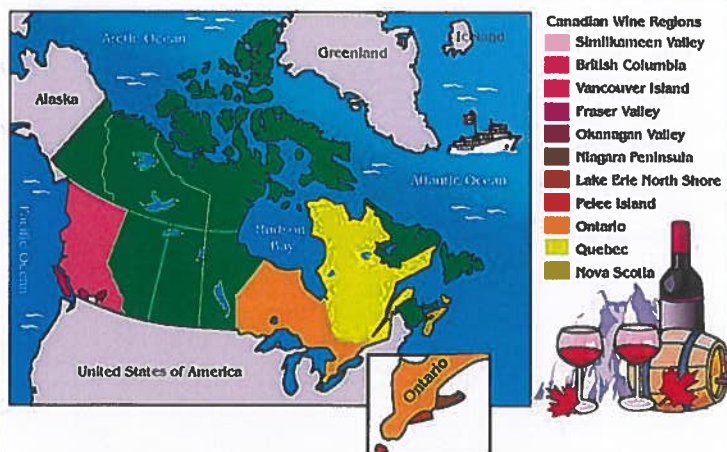 Canadian Wine Regions
Similkameen Valley
British Columbia
Vancouver Island
Fraser Valley
Okanagan Valley
Niagara Peninsula
Lake Erie North Shore
Pelee Island
Ontario
Quebec
Nova Scotia
Arctic Ocean
Greenland
Iceland
Alaska
Atlantic Ocean
Pacific Ocean
Hudson
Bay
United States of America
Ontario